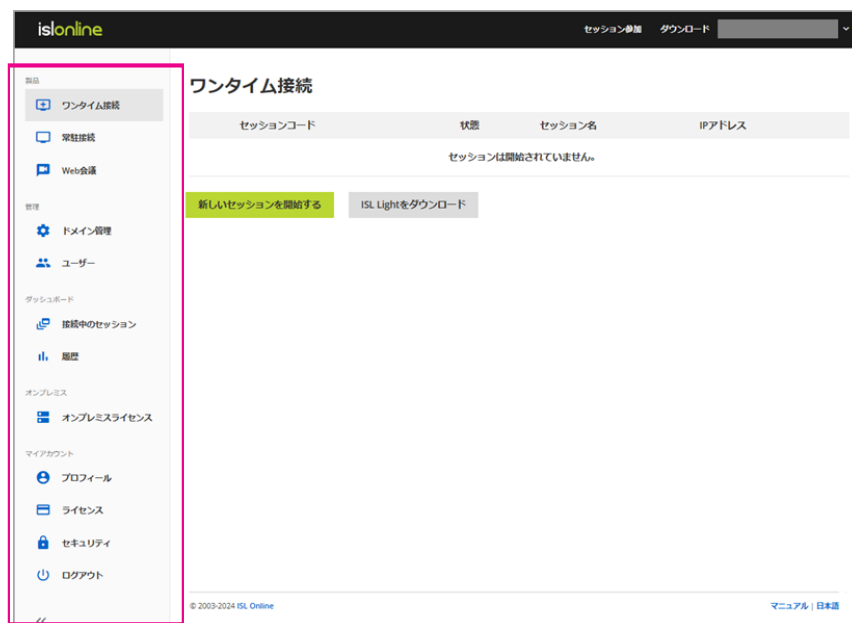 islonline
セッション参加 ダウンロード
製品
ワンタイム接続
常駐接続
Web会議
管理
ドメイン管理
ユーザー
ダッシュボード
接続中のセッション
履歴
オンプレミス
オンプレミスライセンス
マイアカウント
プロフィール
ライセンス
セキュリティ
ログアウト
ワンタイム接続
セッションコード 状態 セッション名 IPアドレス
セッションは開始されていません。
新しいセッションを開始する ISL Lightをダウンロード
© 2003-2024 ISL Online マニュアル | 日本語